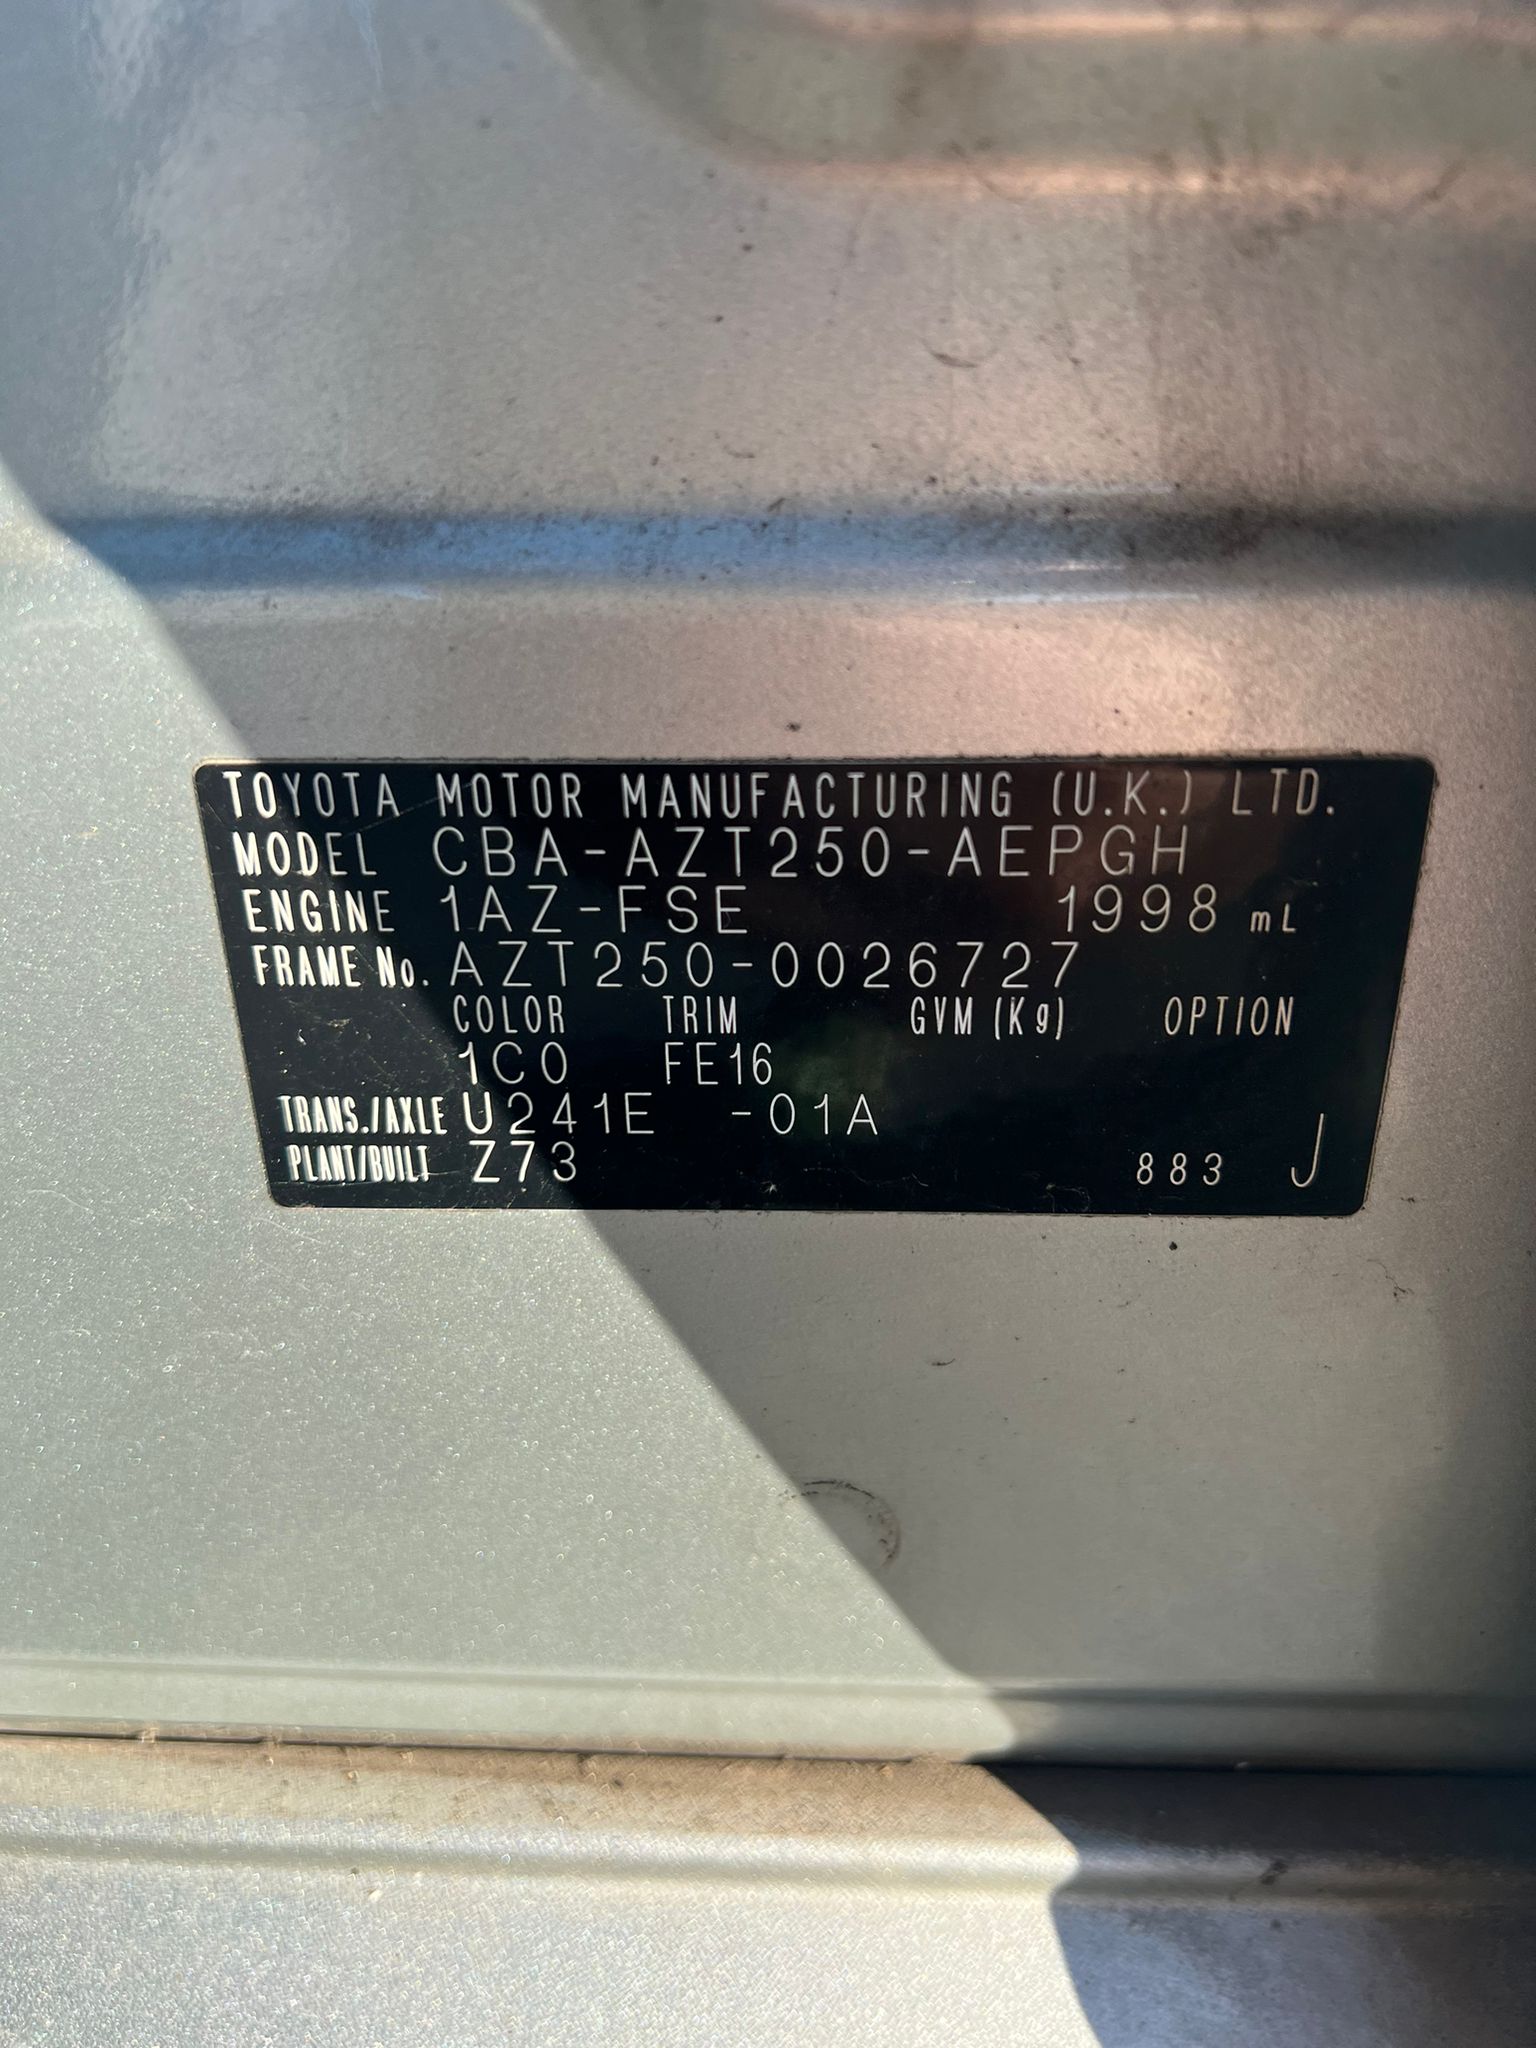 TOYOTA MOTOR MANUFACTURING (U.K.) LTD.
MODEL CBA-AZT250-AEPGH
ENGINE 1AZ-FSE 1998 mL
FRAME No. AZT250-0026727
COLOR TRIM GVM (Kg) OPTION
1C0 FE16
TRANS./AXLE U241E -01A
PLANT/BUILT Z73 883 J